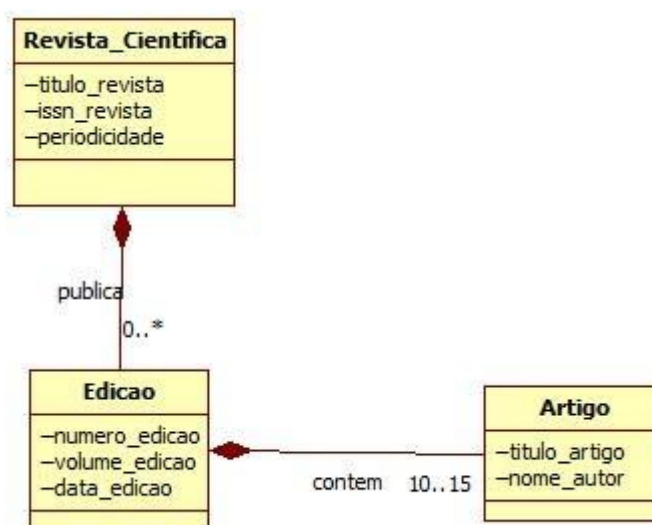 Revista_Cientifica
–titulo_revista
–issn_revista
–periodicidade
publica
0..*
Edicao
–numero_edicao
–volume_edicao
–data_edicao
contem
10..15
Artigo
–titulo_artigo
–nome_autor